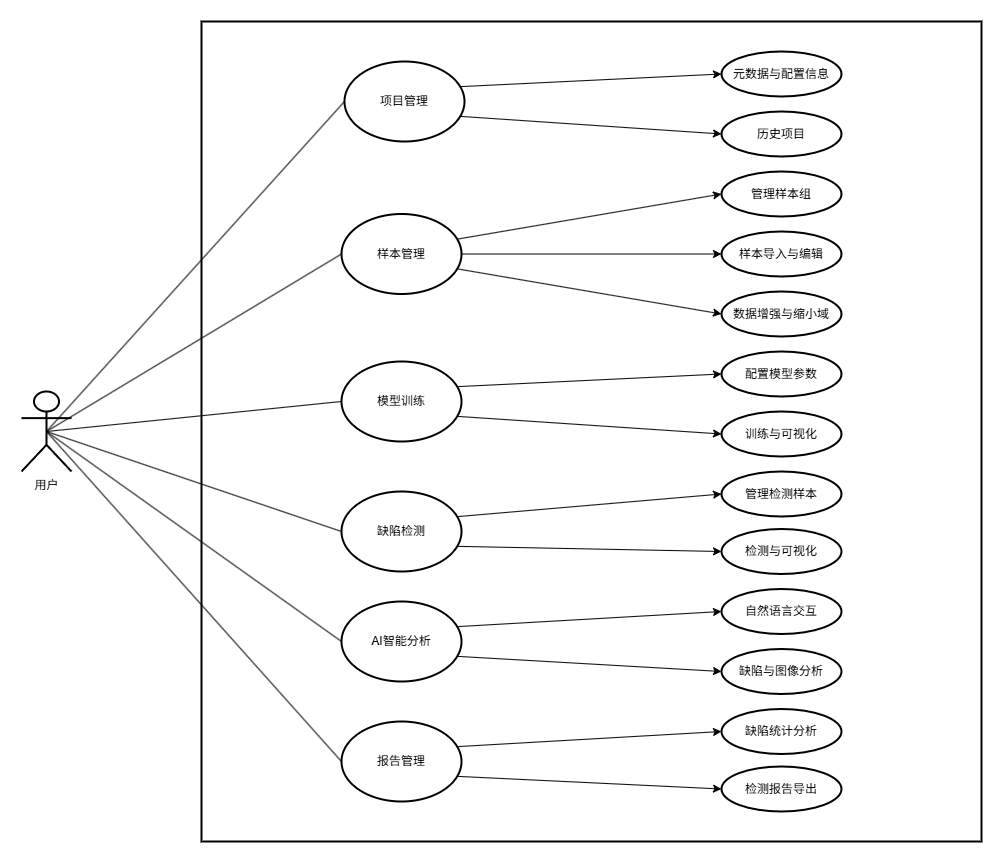 用户
项目管理
元数据与配置信息
历史项目
样本管理
管理样本组
样本导入与编辑
数据增强与缩小域
模型训练
配置模型参数
训练与可视化
缺陷检测
管理检测样本
检测与可视化
AI智能分析
自然语言交互
缺陷与图像分析
报告管理
缺陷统计分析
检测报告导出